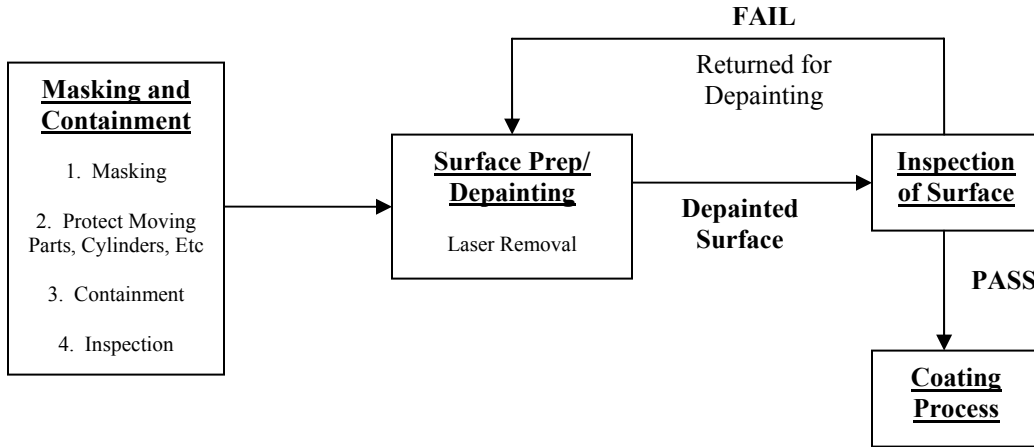 Masking and
Containment
1. Masking
2. Protect Moving
Parts, Cylinders, Etc
3. Containment
4. Inspection
Surface Prep/
Depainting
Laser Removal
FAIL
Returned for
Depainting
Depainted
Surface
Inspection
of Surface
PASS
Coating
Process